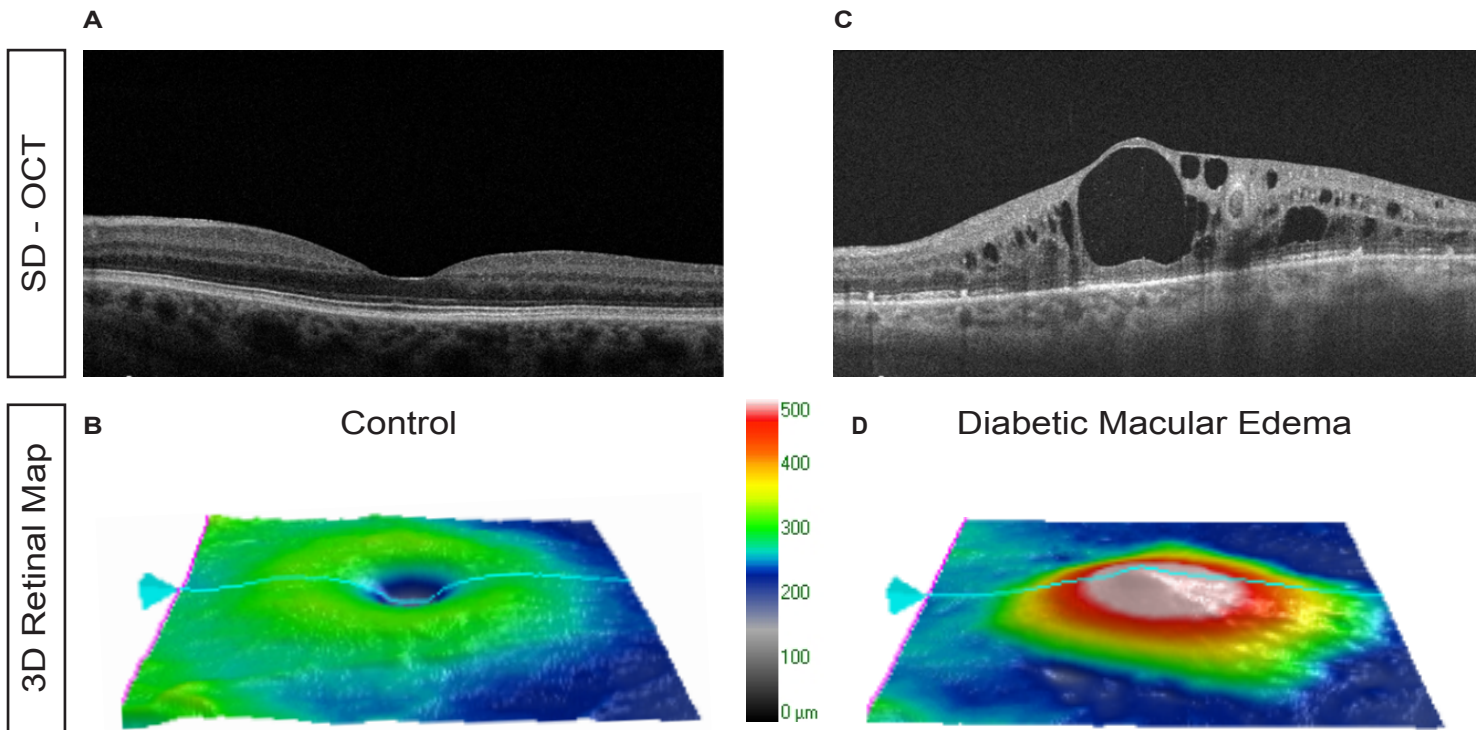 A
C
SD - OCT
B
Control
D
Diabetic Macular Edema
3D Retinal Map
500
400
300
200
100
0 µm